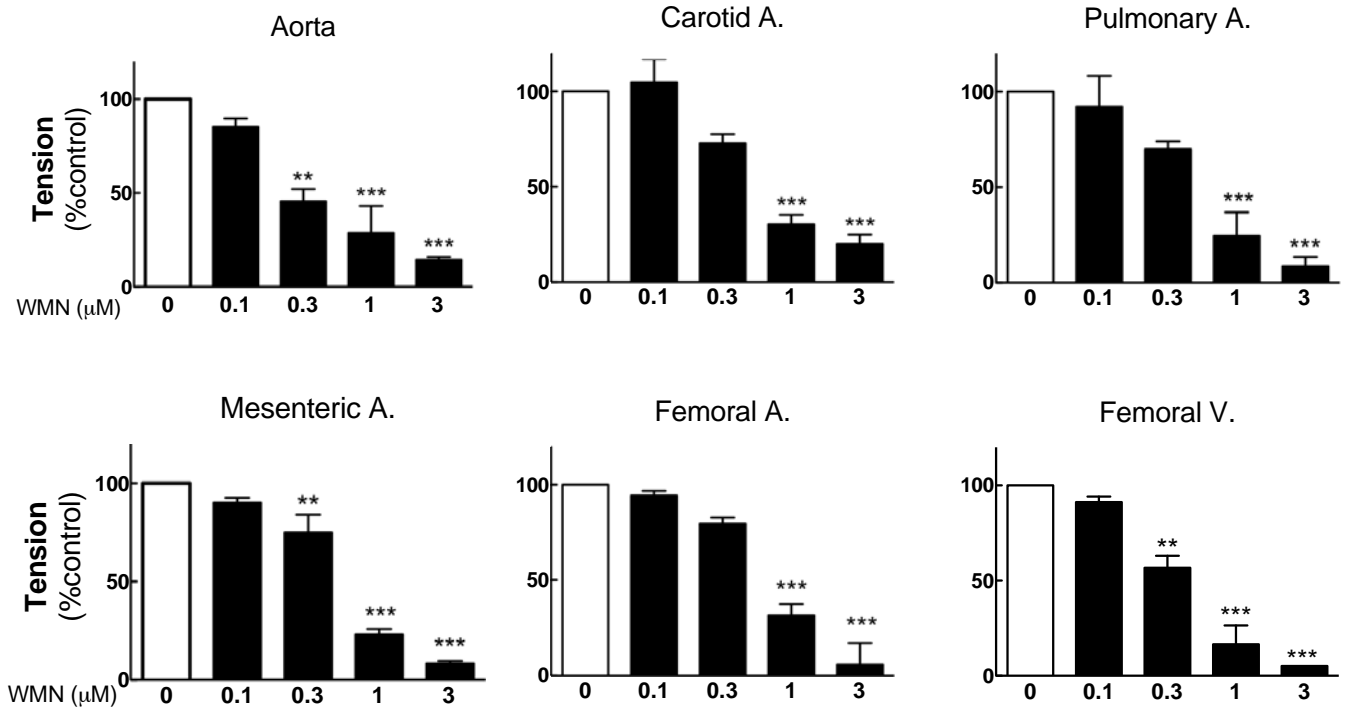 Aorta
Tension
(%control)
100
50
0
** *** ***
WMN (μM) 0 0.1 0.3 1 3
Carotid A.
100
50
0
*** ***
0 0.1 0.3 1 3
Pulmonary A.
100
50
0
*** ***
0 0.1 0.3 1 3
Mesenteric A.
Tension
(%control)
100
50
0
** *** ***
WMN (μM) 0 0.1 0.3 1 3
Femoral A.
100
50
0
*** ***
0 0.1 0.3 1 3
Femoral V.
100
50
0
** *** ***
0 0.1 0.3 1 3